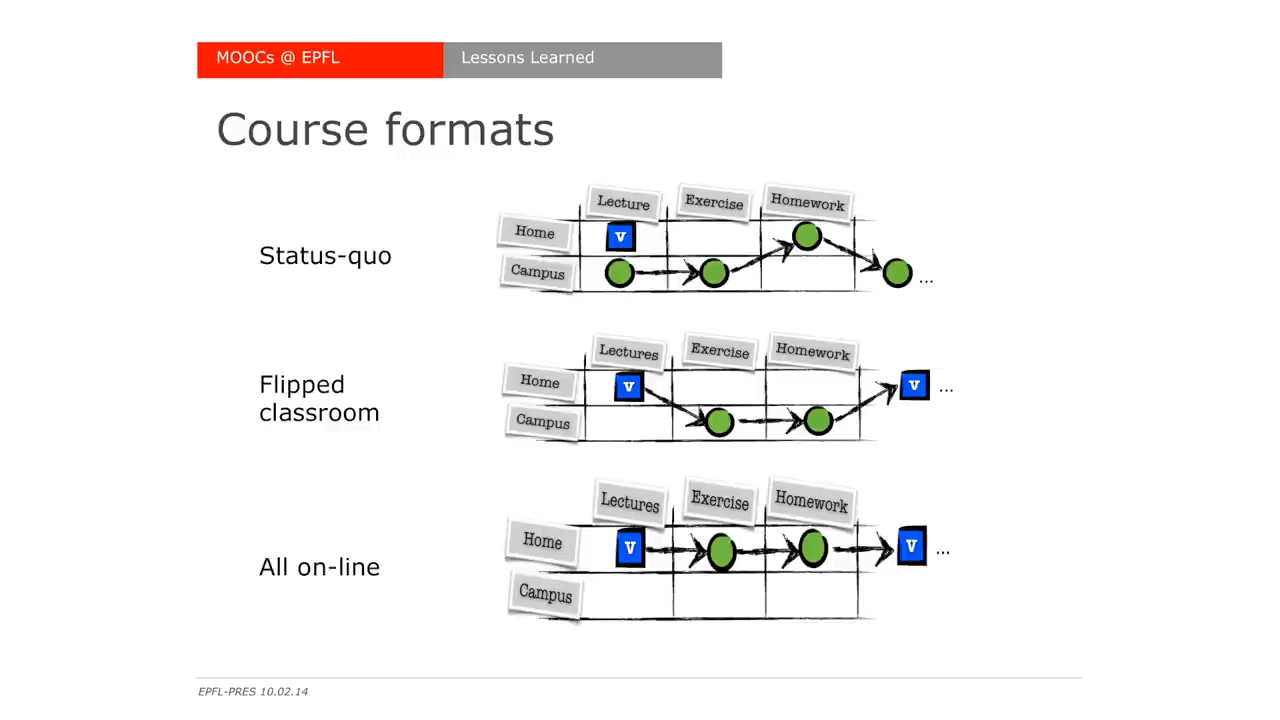 MOOCs @ EPFL Lessons Learned
Course formats
Lecture Exercise Homework
Home V
Status-quo
Campus ...
Lectures Exercise Homework
Home V V ...
Flipped
classroom
Campus
Lectures Exercise Homework
Home V V ...
All on-line
Campus
EPFL-PRES 10.02.14